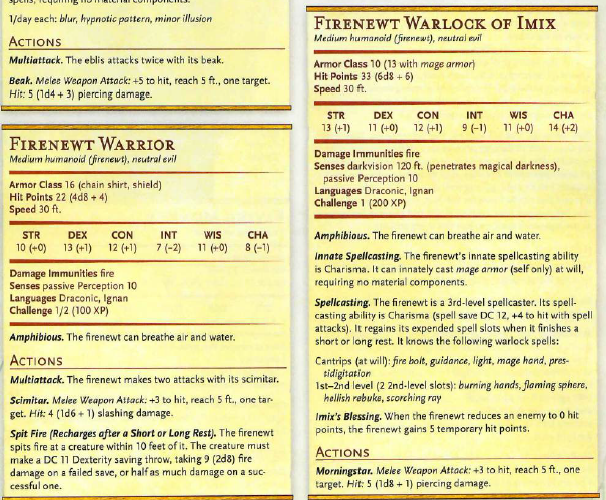 spells, requiring no material components:
1/day each: blur, hypnotic pattern, minor illusion
ACTIONS
Multiattack. The eblis attacks twice with its beak.
Beak. Melee Weapon Attack: +5 to hit, reach 5 ft., one target.
Hit: 5 (1d4 + 3) piercing damage.
FIRENEWT WARRIOR
Medium humanoid (firenewt), neutral evil
Armor Class 16 (chain shirt, shield)
Hit Points 22 (4d8 + 4)
Speed 30 ft.
STR DEX CON INT WIS CHA
10 (+0) 13 (+1) 12 (+1) 7 (−2) 11 (+0) 8 (−1)
Damage Immunities fire
Senses passive Perception 10
Languages Draconic, Ignan
Challenge 1/2 (100 XP)
Amphibious. The firenewt can breathe air and water.
ACTIONS
Multiattack. The firenewt makes two attacks with its scimitar.
Scimitar. Melee Weapon Attack: +3 to hit, reach 5 ft., one tar-
get. Hit: 4 (1d6 + 1) slashing damage.
Spit Fire (Recharges after a Short or Long Rest). The firenewt
spits fire at a creature within 10 feet of it. The creature must
make a DC 11 Dexterity saving throw, taking 9 (2d8) fire
damage on a failed save, or half as much damage on a suc-
cessful one.
FIRENEWT WARLOCK OF IMIX
Medium humanoid (firenewt), neutral evil
Armor Class 10 (13 with mage armor)
Hit Points 33 (6d8 + 6)
Speed 30 ft.
STR DEX CON INT WIS CHA
13 (+1) 11 (+0) 12 (+1) 9 (−1) 11 (+0) 14 (+2)
Damage Immunities fire
Senses darkvision 120 ft. (penetrates magical darkness),
passive Perception 10
Languages Draconic, Ignan
Challenge 1 (200 XP)
Amphibious. The firenewt can breathe air and water.
Innate Spellcasting. The firenewt's innate spellcasting ability
is Charisma. It can innately cast mage armor (self only) at will,
requiring no material components.
Spellcasting. The firenewt is a 3rd-level spellcaster. Its spell-
casting ability is Charisma (spell save DC 12, +4 to hit with spell
attacks). It regains its expended spell slots when it finishes a
short or long rest. It knows the following warlock spells:
Cantrips (at will): fire bolt, guidance, light, mage hand, pres-
tidigitation
1st–2nd level (2 2nd-level slots): burning hands, flaming sphere,
hellish rebuke, scorching ray
Imix's Blessing. When the firenewt reduces an enemy to 0 hit
points, the firenewt gains 5 temporary hit points.
ACTIONS
Morningstar. Melee Weapon Attack: +3 to hit, reach 5 ft., one
target. Hit: 5 (1d8 + 1) piercing damage.